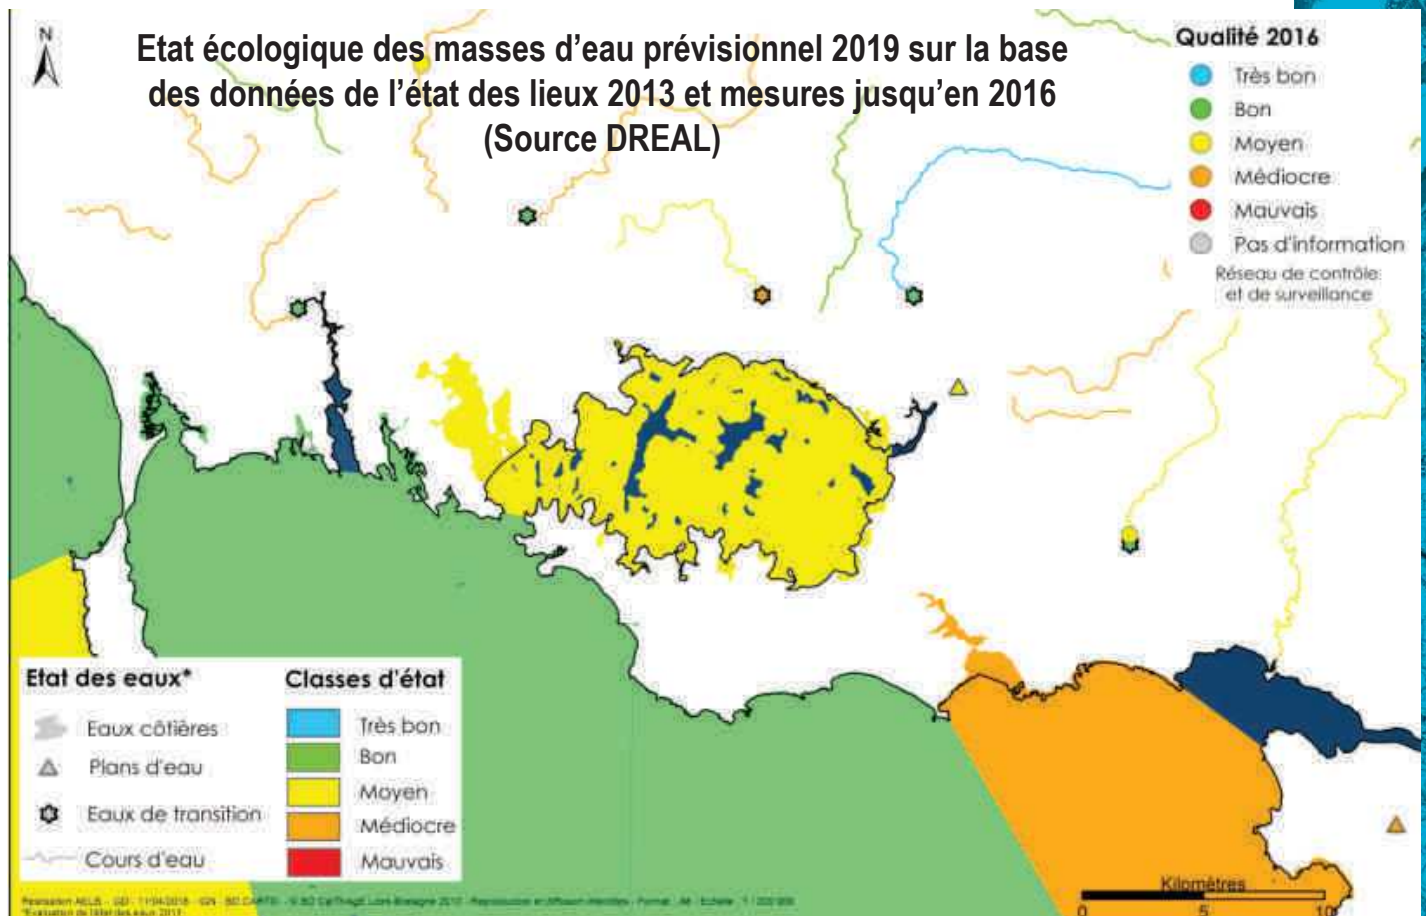 N
Etat écologique des masses d'eau prévisionnel 2019 sur la base
des données de l'état des lieux 2013 et mesures jusqu'en 2016
(Source DREAL)
Qualité 2016
Très bon
Bon
Moyen
Médiocre
Mauvais
Pas d'information
Réseau de contrôle
et de surveillance
Etat des eaux*
Eaux côtières
Plans d'eau
Eaux de transition
Cours d'eau
Classes d'état
Très bon
Bon
Moyen
Médiocre
Mauvais
Kilomètres
0 5 10